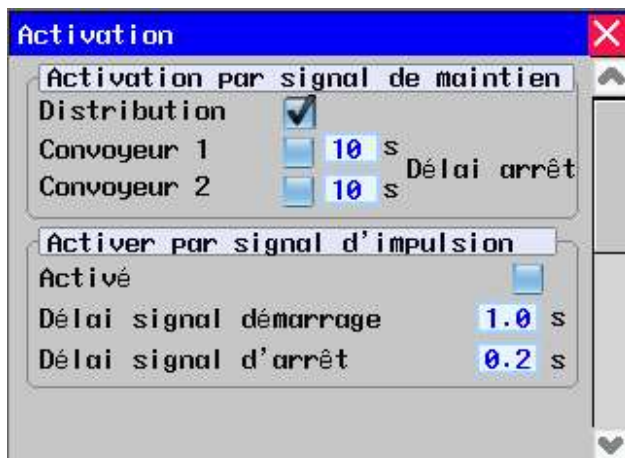 Activation
Activation par signal de maintien
Distribution
Convoyeur 1 10 s
Délai arrêt
Convoyeur 2 10 s
Activer par signal d'impulsion
Activé
Délai signal démarrage 1.0 s
Délai signal d'arrêt 0.2 s